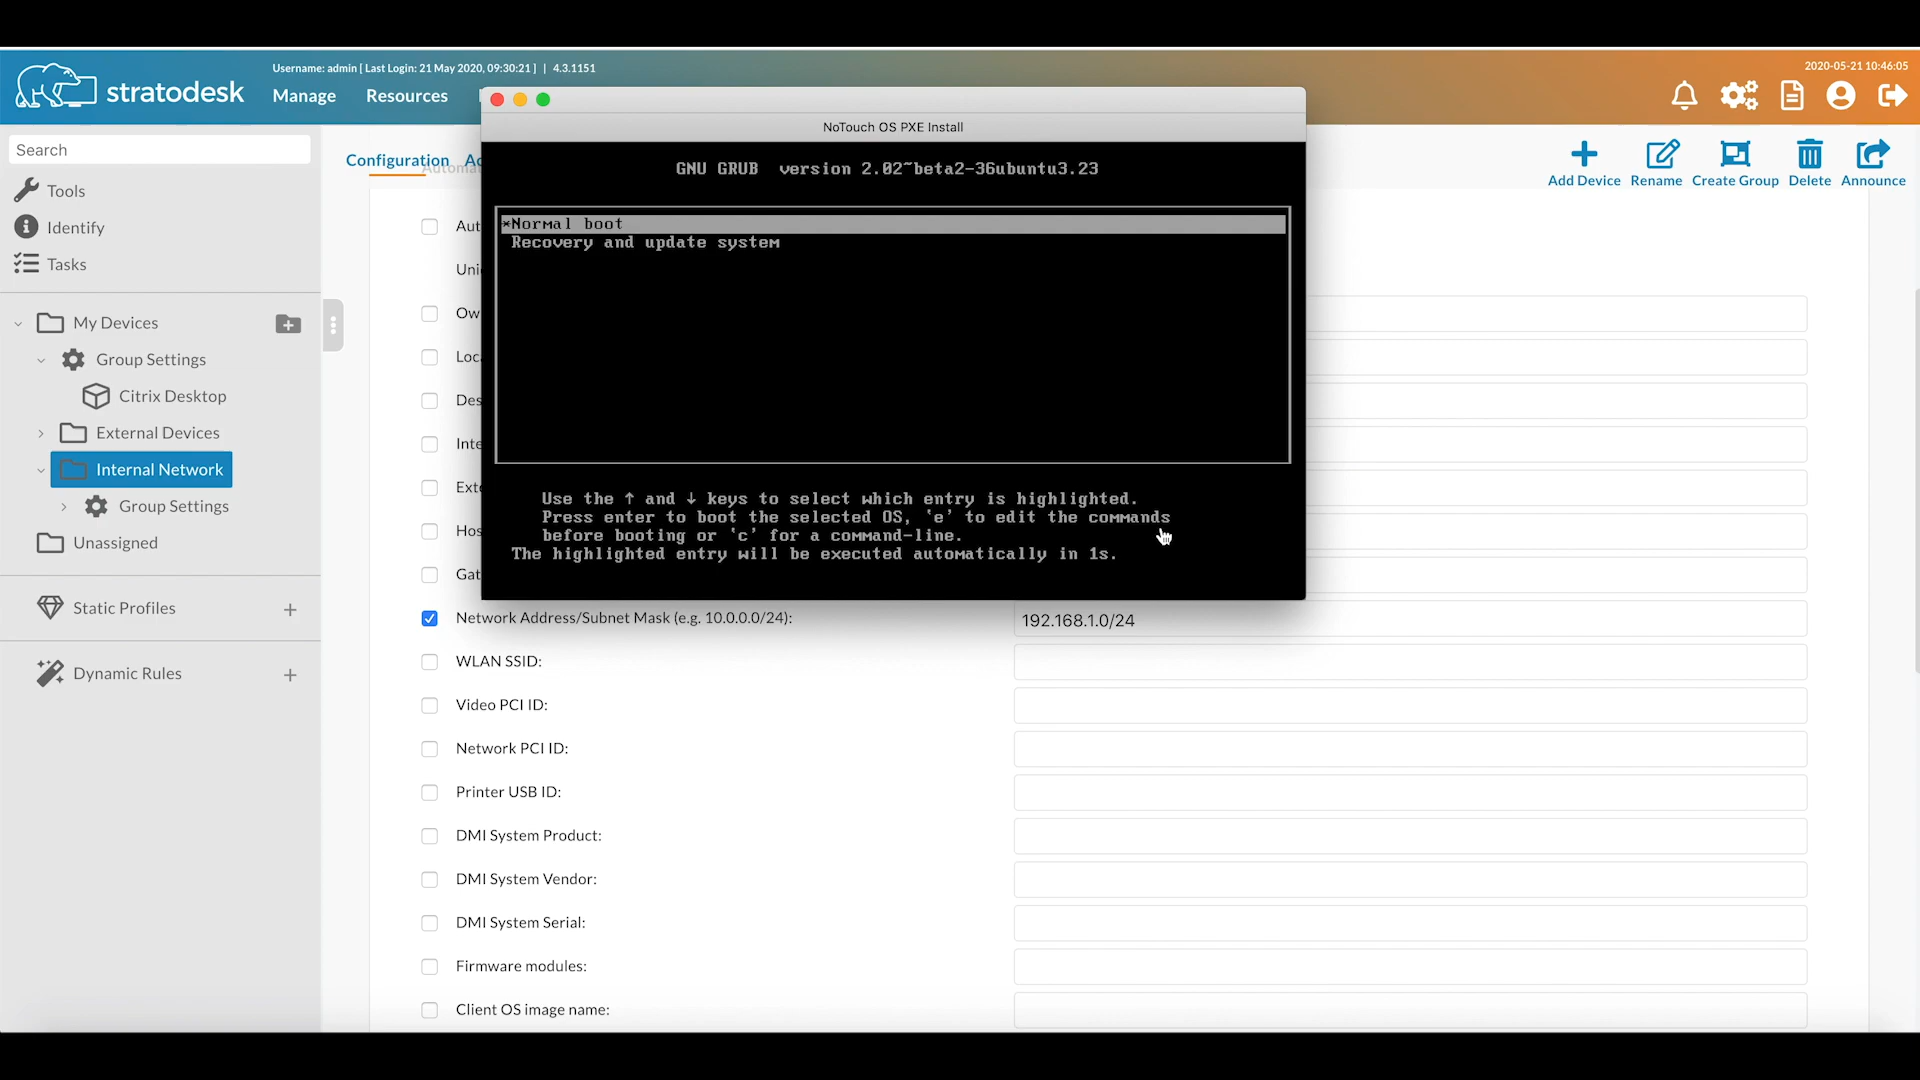 Username: admin [ Last Login: 21 May 2020, 09:30:21 ] | 4.3.1151
2020-05-21 10:46:05
stratodesk
Manage
Resources
Search
Tools
Identify
Tasks
My Devices
Group Settings
Citrix Desktop
External Devices
Internal Network
Group Settings
Unassigned
Static Profiles
Dynamic Rules
Configuration
Add Device
Rename
Create Group
Delete
Announce
NoTouch OS PXE Install
GNU GRUB version 2.02~beta2-36ubuntu3.23
*Normal boot
Recovery and update system
Use the ↑ and ↓ keys to select which entry is highlighted.
Press enter to boot the selected OS, `e' to edit the commands
before booting or `c' for a command-line.
The highlighted entry will be executed automatically in 1s.
Network Address/Subnet Mask (e.g. 10.0.0.0/24):
192.168.1.0/24
WLAN SSID:
Video PCI ID:
Network PCI ID:
Printer USB ID:
DMI System Product:
DMI System Vendor:
DMI System Serial:
Firmware modules:
Client OS image name: